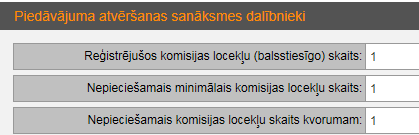 Piedāvājuma atvēršanas sanāksmes dalībnieki
Reģistrējušos komisijas locekļu (balsstiesīgo) skaits: 1
Nepieciešamais minimālais komisijas locekļu skaits: 1
Nepieciešamais komisijas locekļu skaits kvorumam: 1